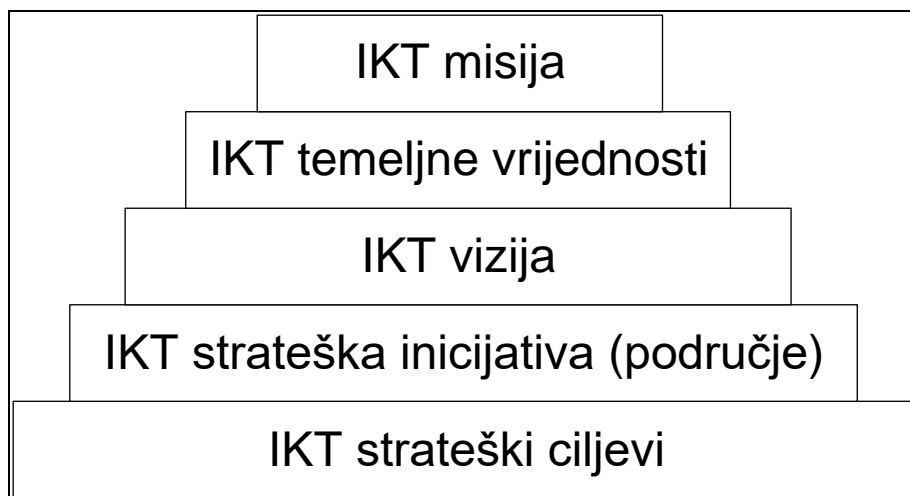 IKT misija
IKT temeljne vrijednosti
IKT vizija
IKT strateška inicijativa (područje)
IKT strateški ciljevi